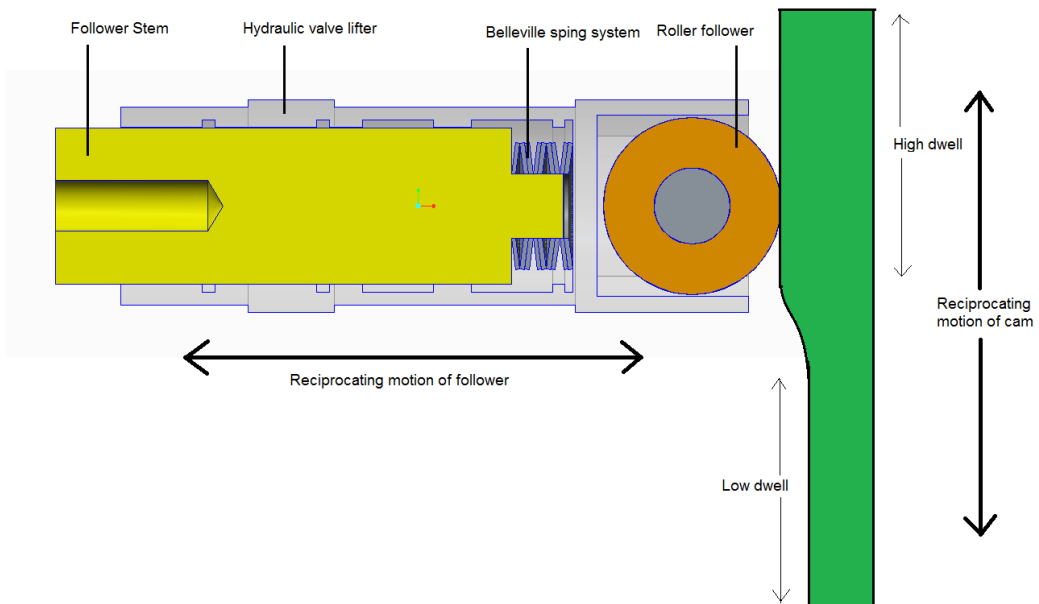 Follower Stem
Hydraulic valve lifter
Belleville sping system
Roller follower
High dwell
Reciprocating
motion of cam
Reciprocating motion of follower
Low dwell